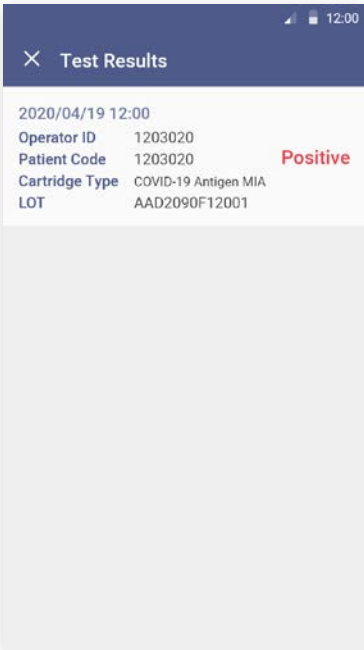 12:00
Test Results
2020/04/19 12:00
Operator ID 1203020
Patient Code 1203020
Positive
Cartridge Type COVID-19 Antigen MIA
LOT AAD2090F12001